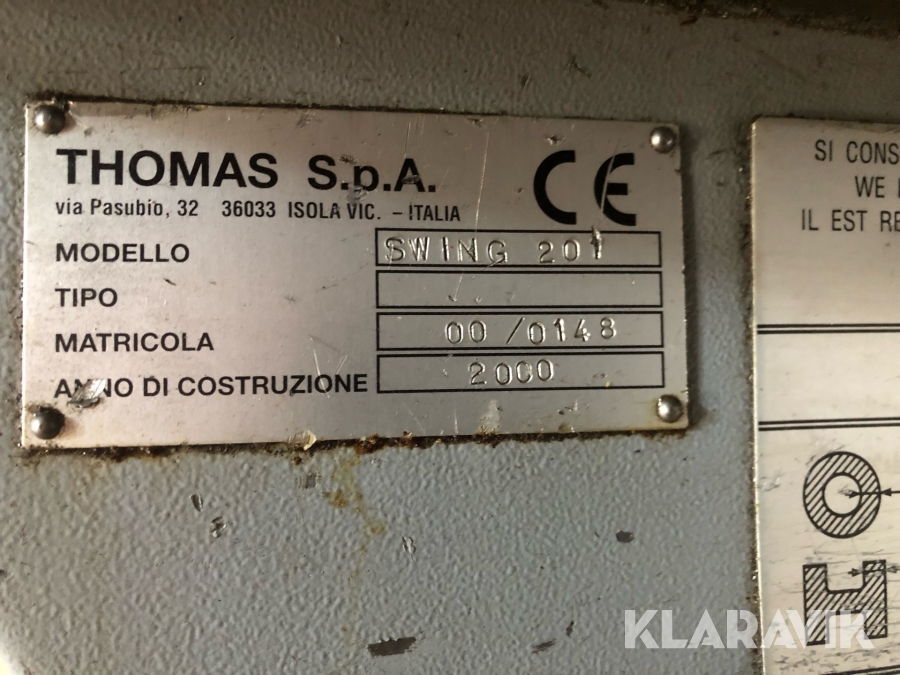 THOMAS S.p.A.
CE
via Pasubio, 32 36033 ISOLA VIC. - ITALIA
MODELLO SWING 201
TIPO
MATRICOLA 00/0148
ANNO DI COSTRUZIONE 2000
SI CONS
WE
IL EST RE
KLARAVIK